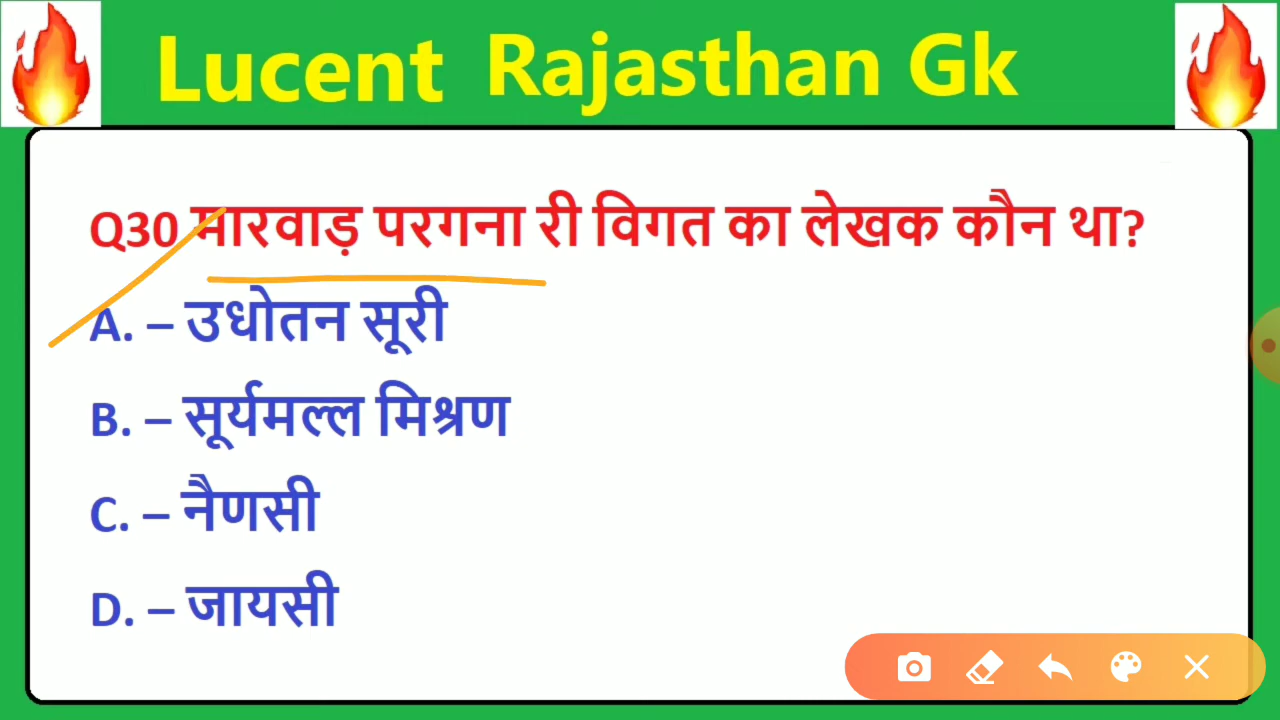 Lucent Rajasthan Gk
Q30 मारवाड़ परगना री विगत का लेखक कौन था?
A. – उधोतन सूरी
B. – सूर्यमल्ल मिश्रण
C. – नैणसी
D. – जायसी